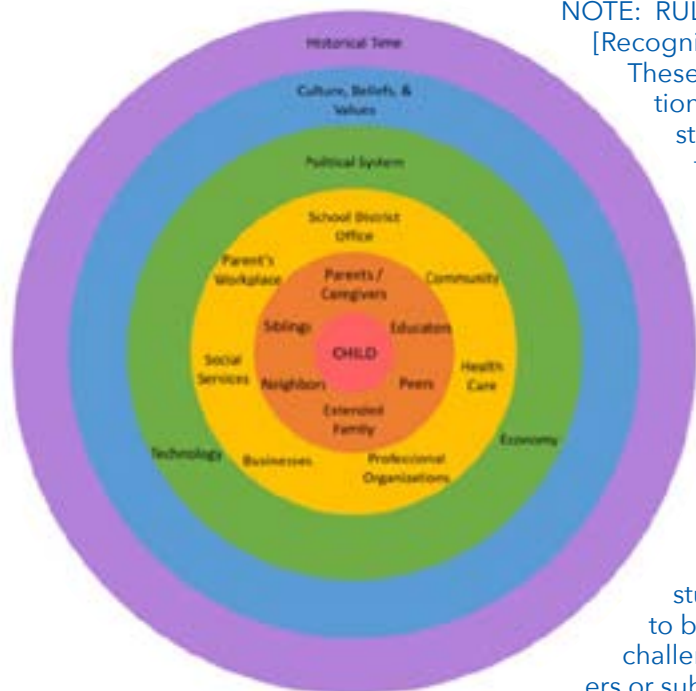 NOTE: RUL
[Recogni
These
tion
st
Historical Time
Culture, Beliefs, &
Values
Political System
School District
Office
Parent's
Workplace
Parents /
Caregivers
Community
Siblings
Educators
CHILD
Social
Services
Neighbors
Peers
Health
Care
Extended
Family
Technology
Businesses
Professional
Organizations
Economy
stu
to b
challen
ers or sub